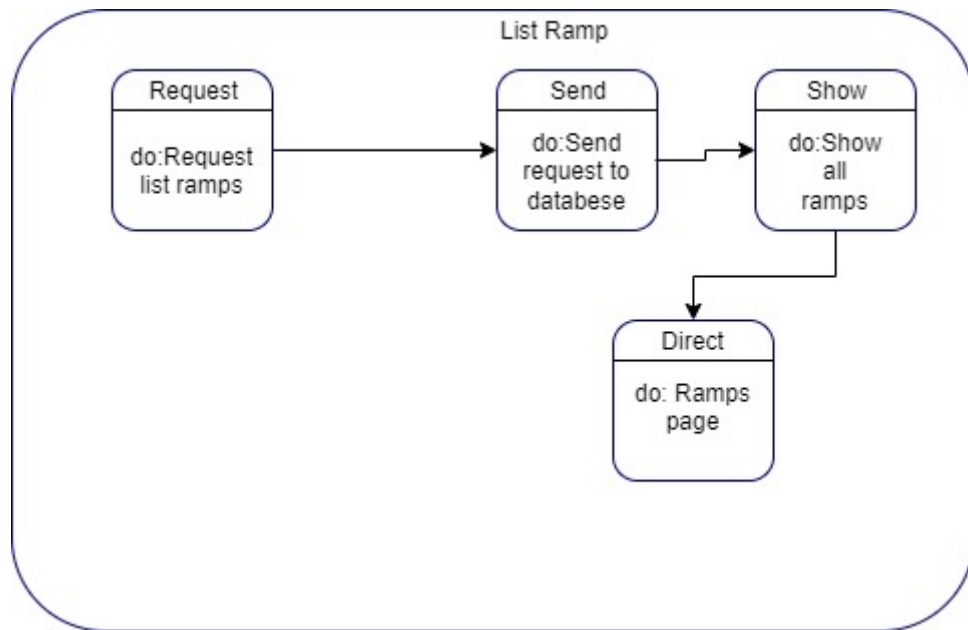 List Ramp
Request
do:Request
list ramps
Send
do:Send
request to
databese
Show
do:Show
all
ramps
Direct
do: Ramps
page